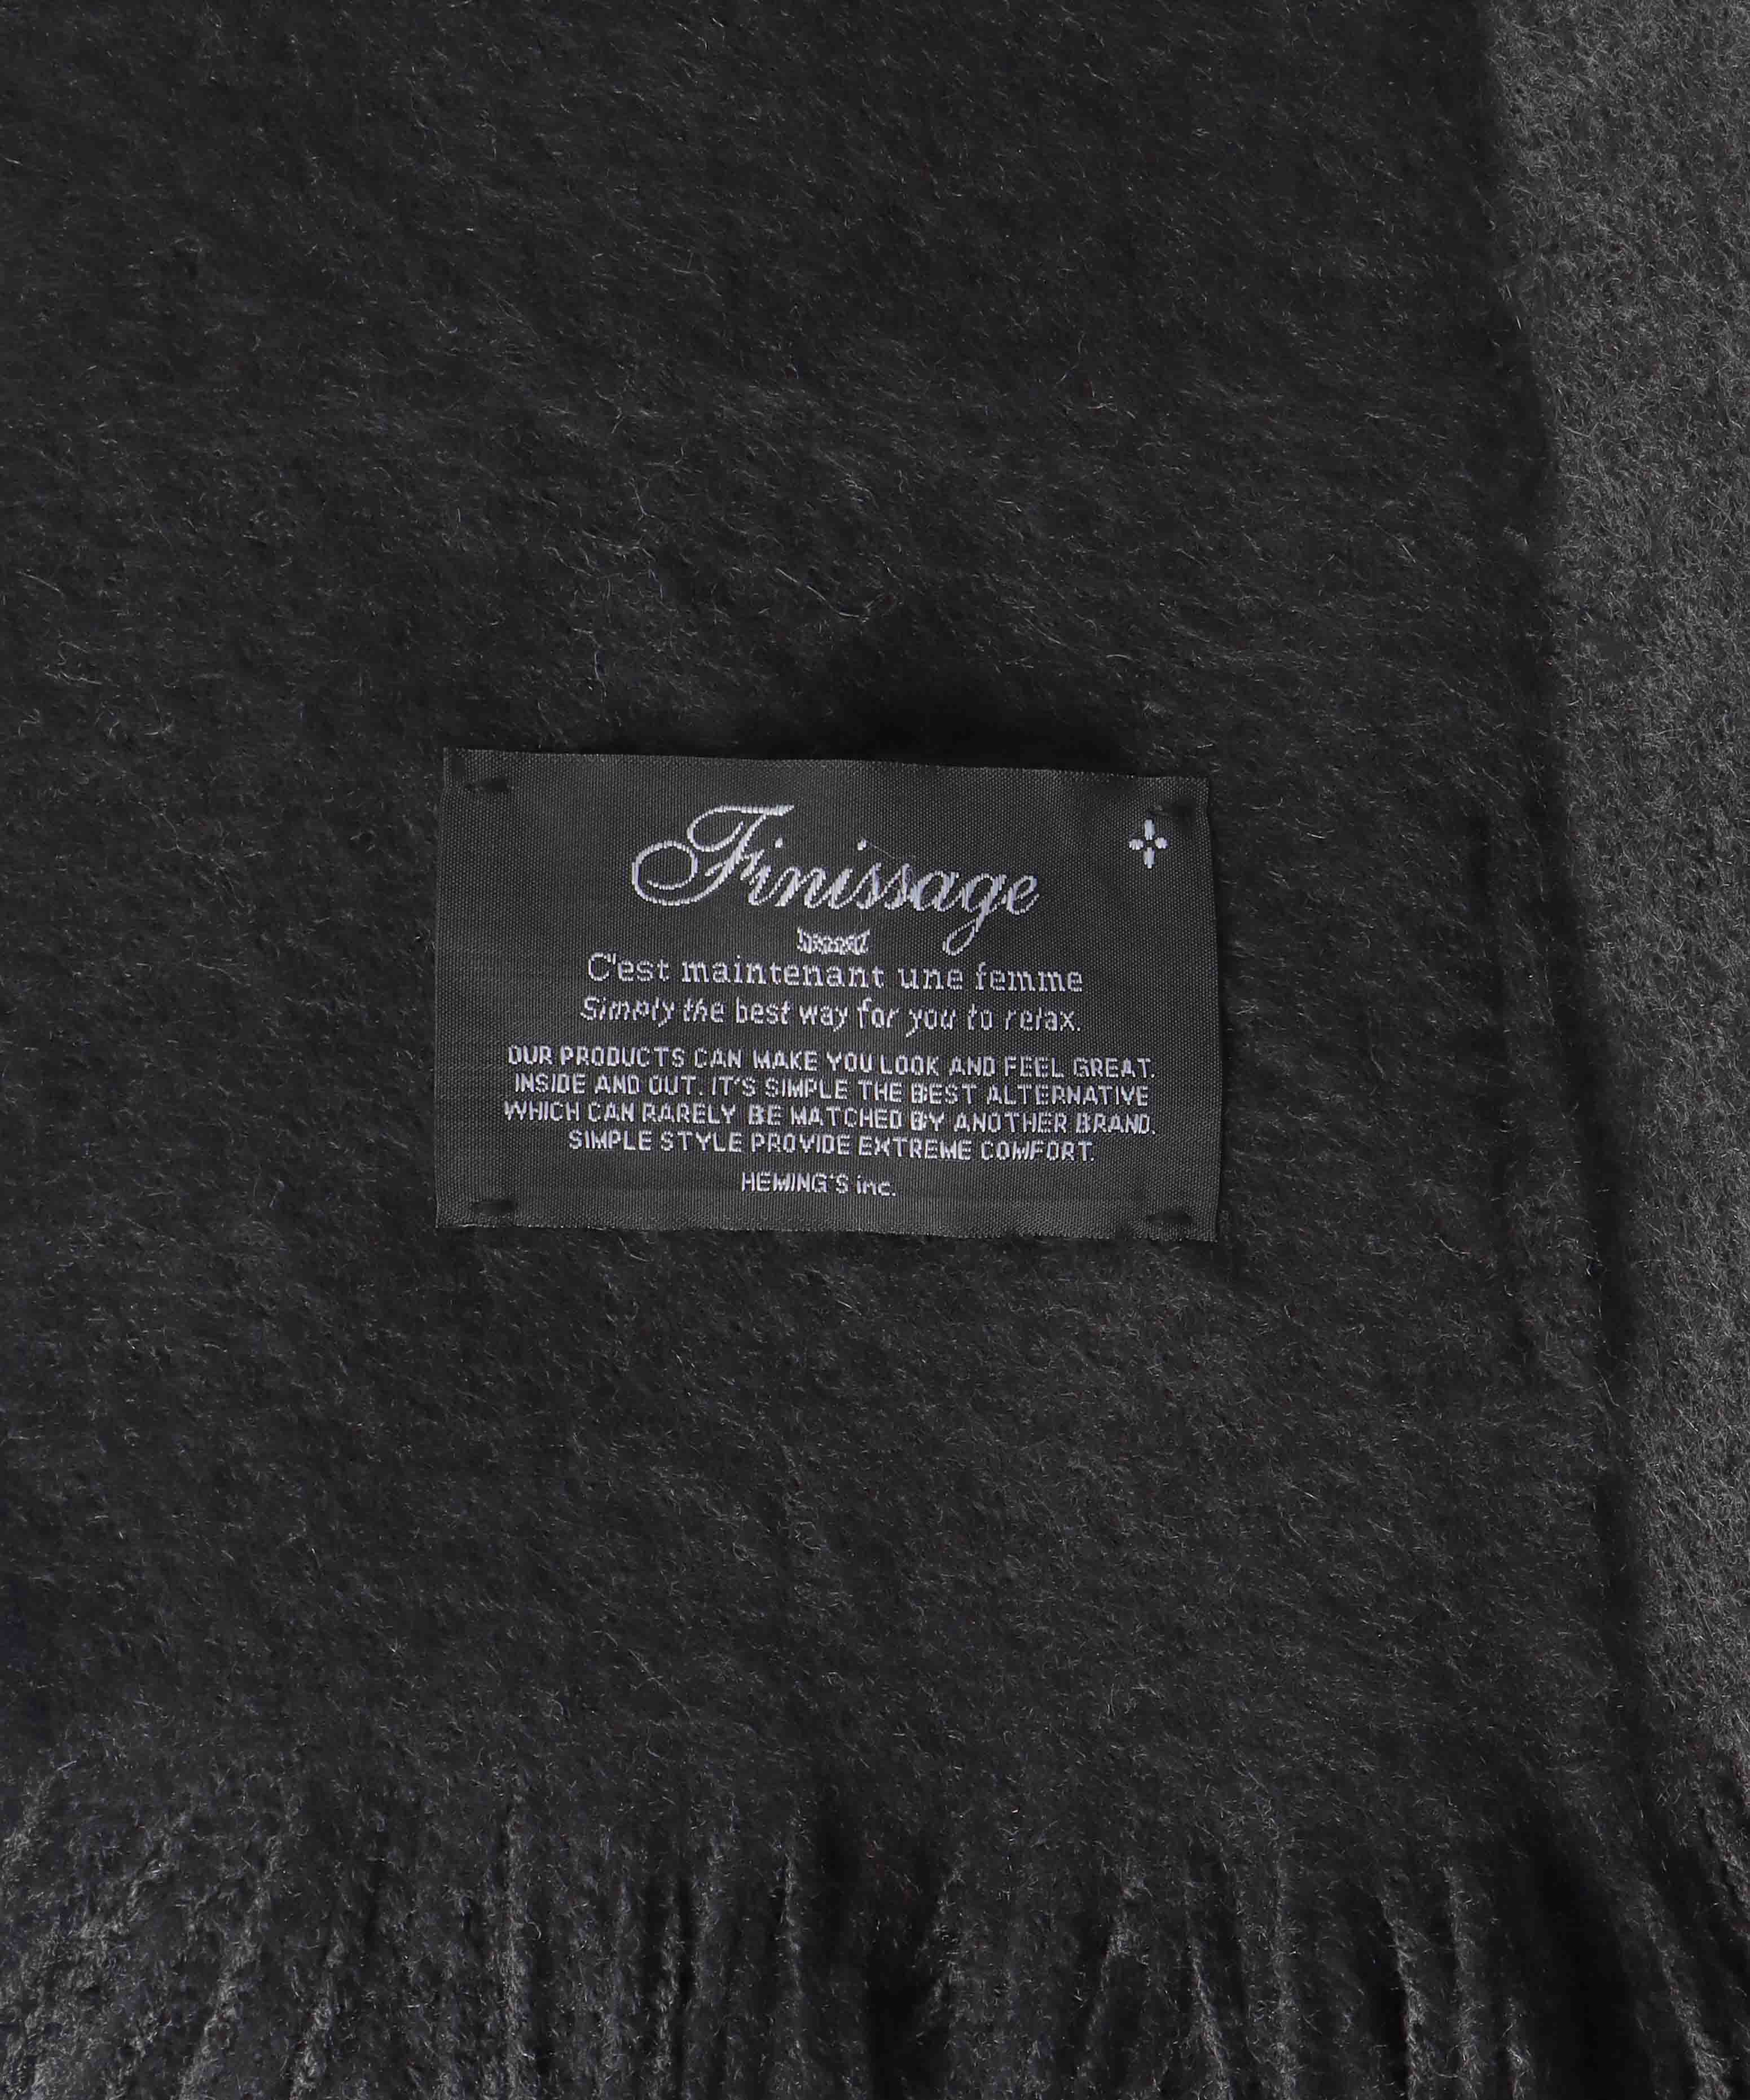 Finissage
C'est maintenant une femme
Simply the best way for you to relax.
OUR PRODUCTS CAN MAKE YOU LOOK AND FEEL GREAT.
INSIDE AND OUT. IT'S SIMPLE THE BEST ALTERNATIVE
WHICH CAN RARELY BE MATCHED BY ANOTHER BRAND.
SIMPLE STYLE PROVIDE EXTREME COMFORT.
HEWING'S inc.